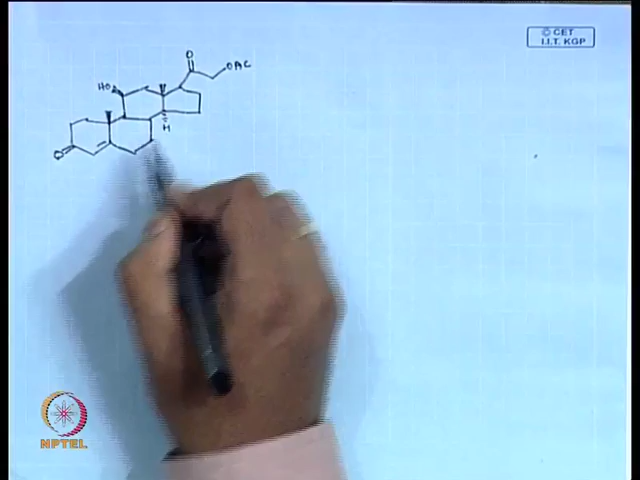 © CET
I.I.T. KGP
O
OAC
HO
H
O
NPTEL